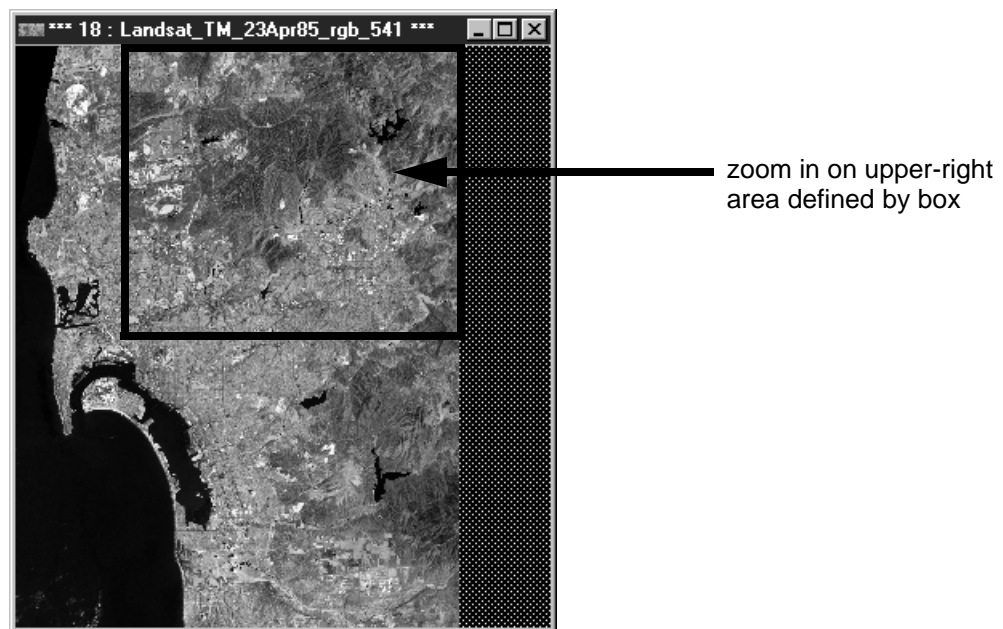 *** 18 : Landsat_TM_23Apr85_rgb_541 ***
zoom in on upper-right
area defined by box